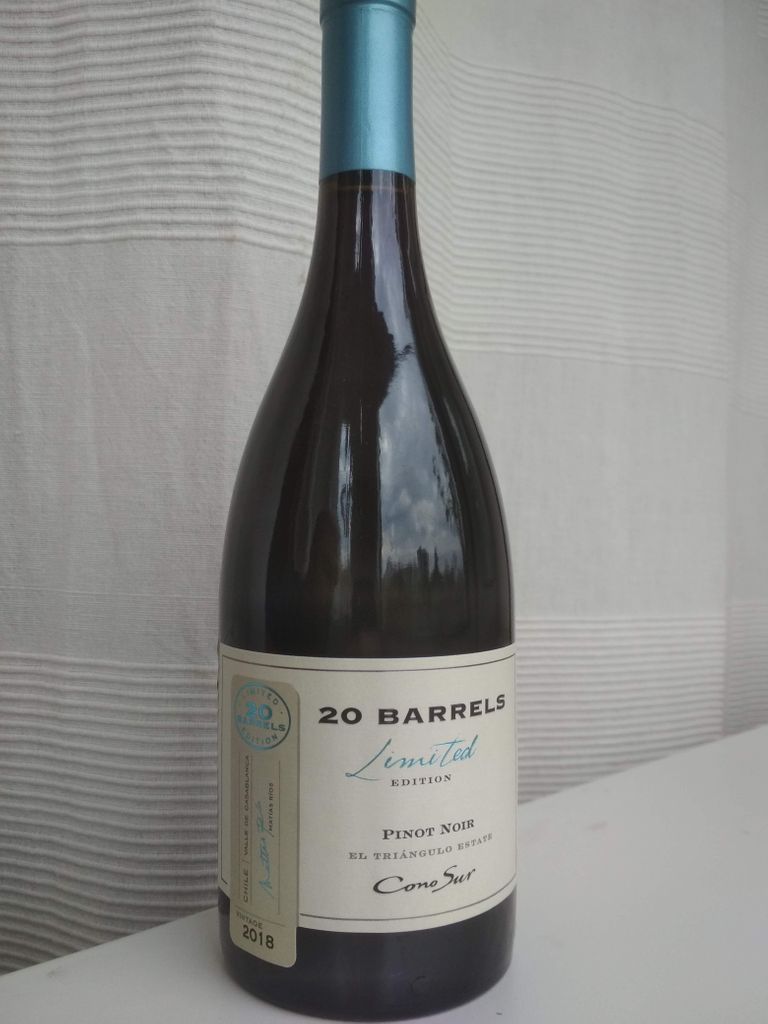 20 BARRELS
Limited
EDITION
PINOT NOIR
EL TRIÁNGULO ESTATE
Cono Sur
LIMITED
20
BARRELS
EDITION
CHILE | VALLE DE CASABLANCA
MATÍAS RÍOS
VINTAGE
2018